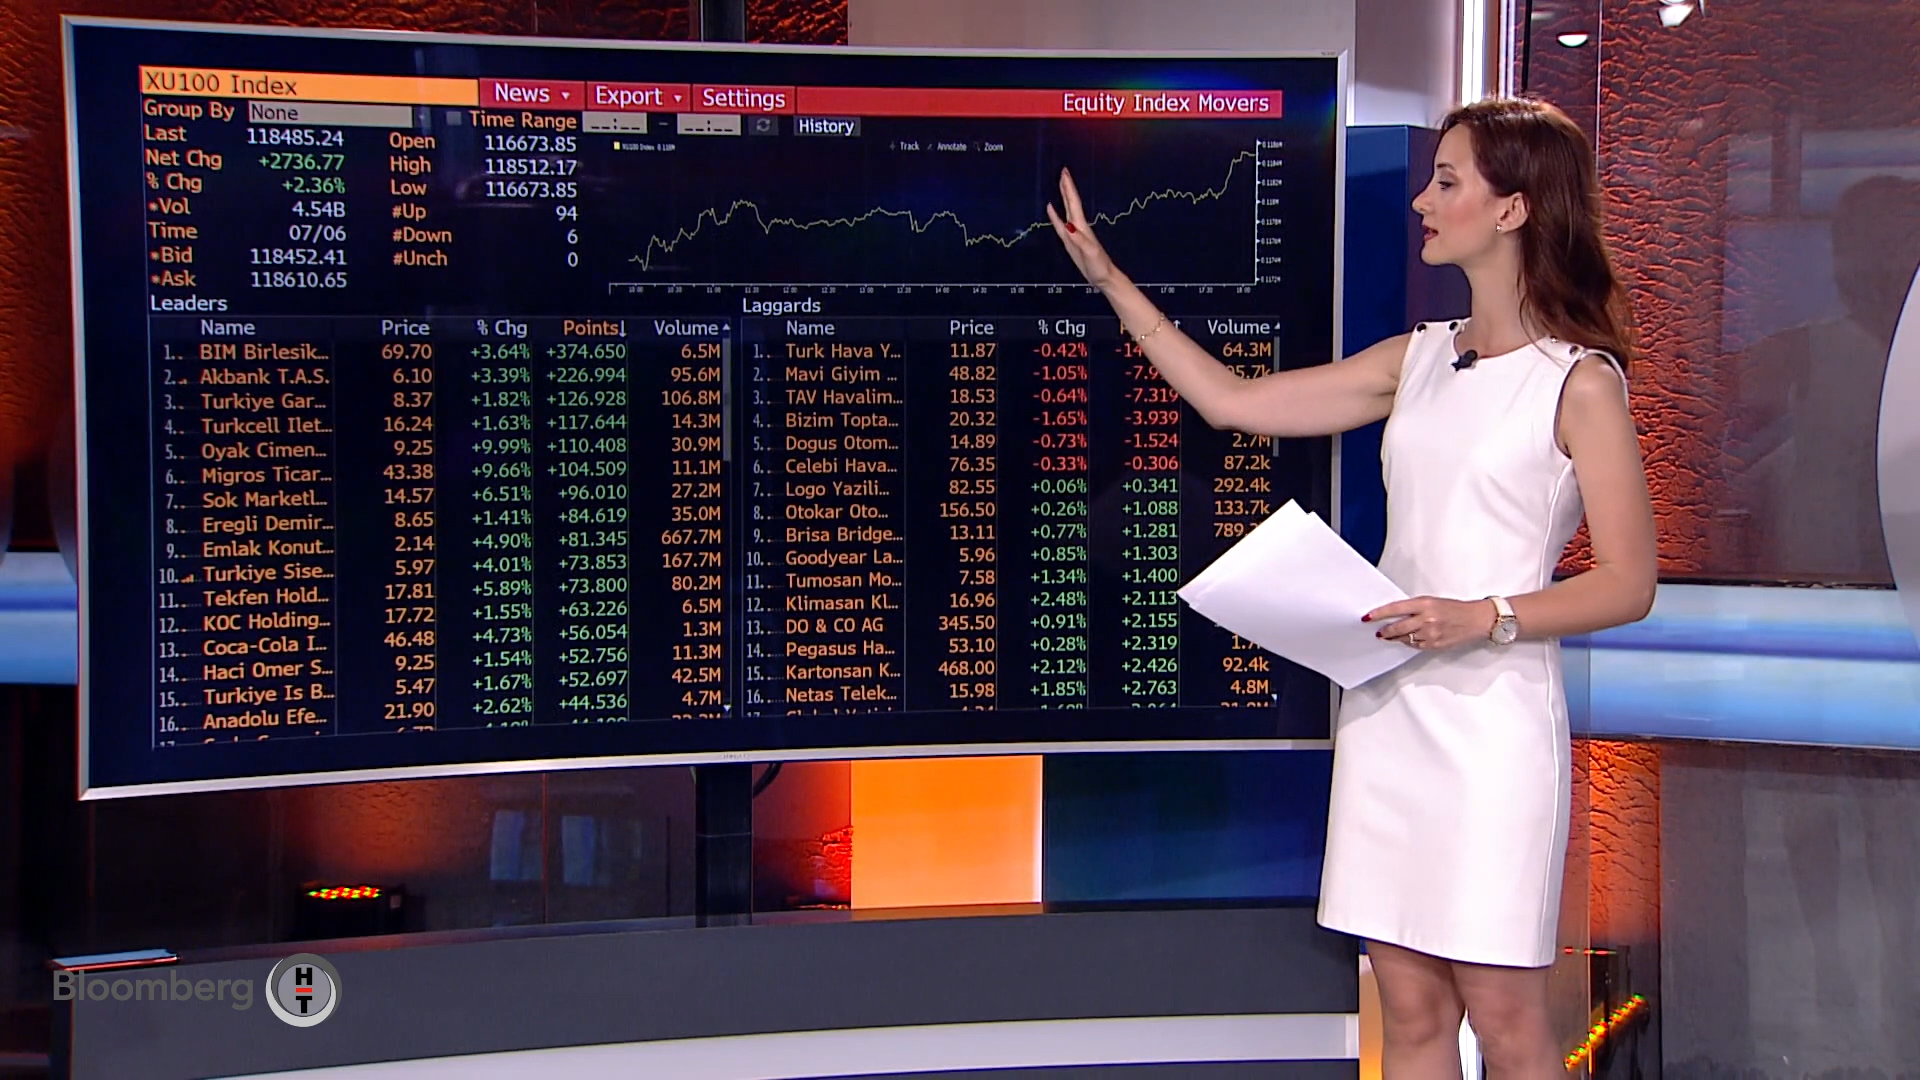 XU100 Index
News Export Settings Equity Index Movers
Group By None Time Range __:__ - __:__ History
Last 118485.24 Open 116673.85
Net Chg +2736.77 High 118512.17
% Chg +2.36% Low 116673.85
*Vol 4.54B #Up 94
Time 07/06 #Down 6
*Bid 118452.41 #Unch 0
*Ask 118610.65
Track Annotate Zoom
Leaders
Name Price % Chg Points↓ Volume
1.. BIM Birlesik... 69.70 +3.64% +374.650 6.5M
2.. Akbank T.A.S. 6.10 +3.39% +226.994 95.6M
3.. Turkiye Gar... 8.37 +1.82% +126.928 106.8M
4.. Turkcell Ilet... 16.24 +1.63% +117.644 14.3M
5.. Oyak Cimen... 9.25 +9.99% +110.408 30.9M
6.. Migros Ticar... 43.38 +9.66% +104.509 11.1M
7.. Sok Marketl... 14.57 +6.51% +96.010 27.2M
8.. Eregli Demir... 8.65 +1.41% +84.619 35.0M
9.. Emlak Konut... 2.14 +4.90% +81.345 667.7M
10.. Turkiye Sise... 5.97 +4.01% +73.853 167.7M
11.. Tekfen Hold... 17.81 +5.89% +73.800 80.2M
12.. KOC Holding... 17.72 +1.55% +63.226 6.5M
13.. Coca-Cola I... 46.48 +4.73% +56.054 1.3M
14.. Haci Omer S... 9.25 +1.54% +52.756 11.3M
15.. Turkiye Is B... 5.47 +1.67% +52.697 42.5M
16.. Anadolu Efe... 21.90 +2.62% +44.536 4.7M
Laggards
Name Price % Chg Volume
1.. Turk Hava Y... 11.87 -0.42% 64.3M
2.. Mavi Giyim ... 48.82 -1.05%
3.. TAV Havalim... 18.53 -0.64% -7.319
4.. Bizim Topta... 20.32 -1.65% -3.939
5.. Dogus Otom... 14.89 -0.73% -1.524 2.7M
6.. Celebi Hava... 76.35 -0.33% -0.306 87.2k
7.. Logo Yazili... 82.55 +0.06% +0.341 292.4k
8.. Otokar Oto... 156.50 +0.26% +1.088 133.7k
9.. Brisa Bridge... 13.11 +0.77% +1.281
10.. Goodyear La... 5.96 +0.85% +1.303
11.. Tumosan Mo... 7.58 +1.34% +1.400
12.. Klimasan Kl... 16.96 +2.48% +2.113
13.. DO & CO AG 345.50 +0.91% +2.155
14.. Pegasus Ha... 53.10 +0.28% +2.319
15.. Kartonsan K... 468.00 +2.12% +2.426 92.4k
16.. Netas Telek... 15.98 +1.85% +2.763 4.8M
Bloomberg HT